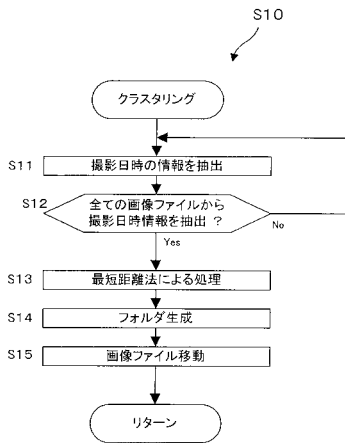 S10
クラスタリング
S11
撮影日時の情報を抽出
S12
全ての画像ファイルから
撮影日時情報を抽出 ?
No
Yes
S13
最短距離法による処理
S14
フォルダ生成
S15
画像ファイル移動
リターン